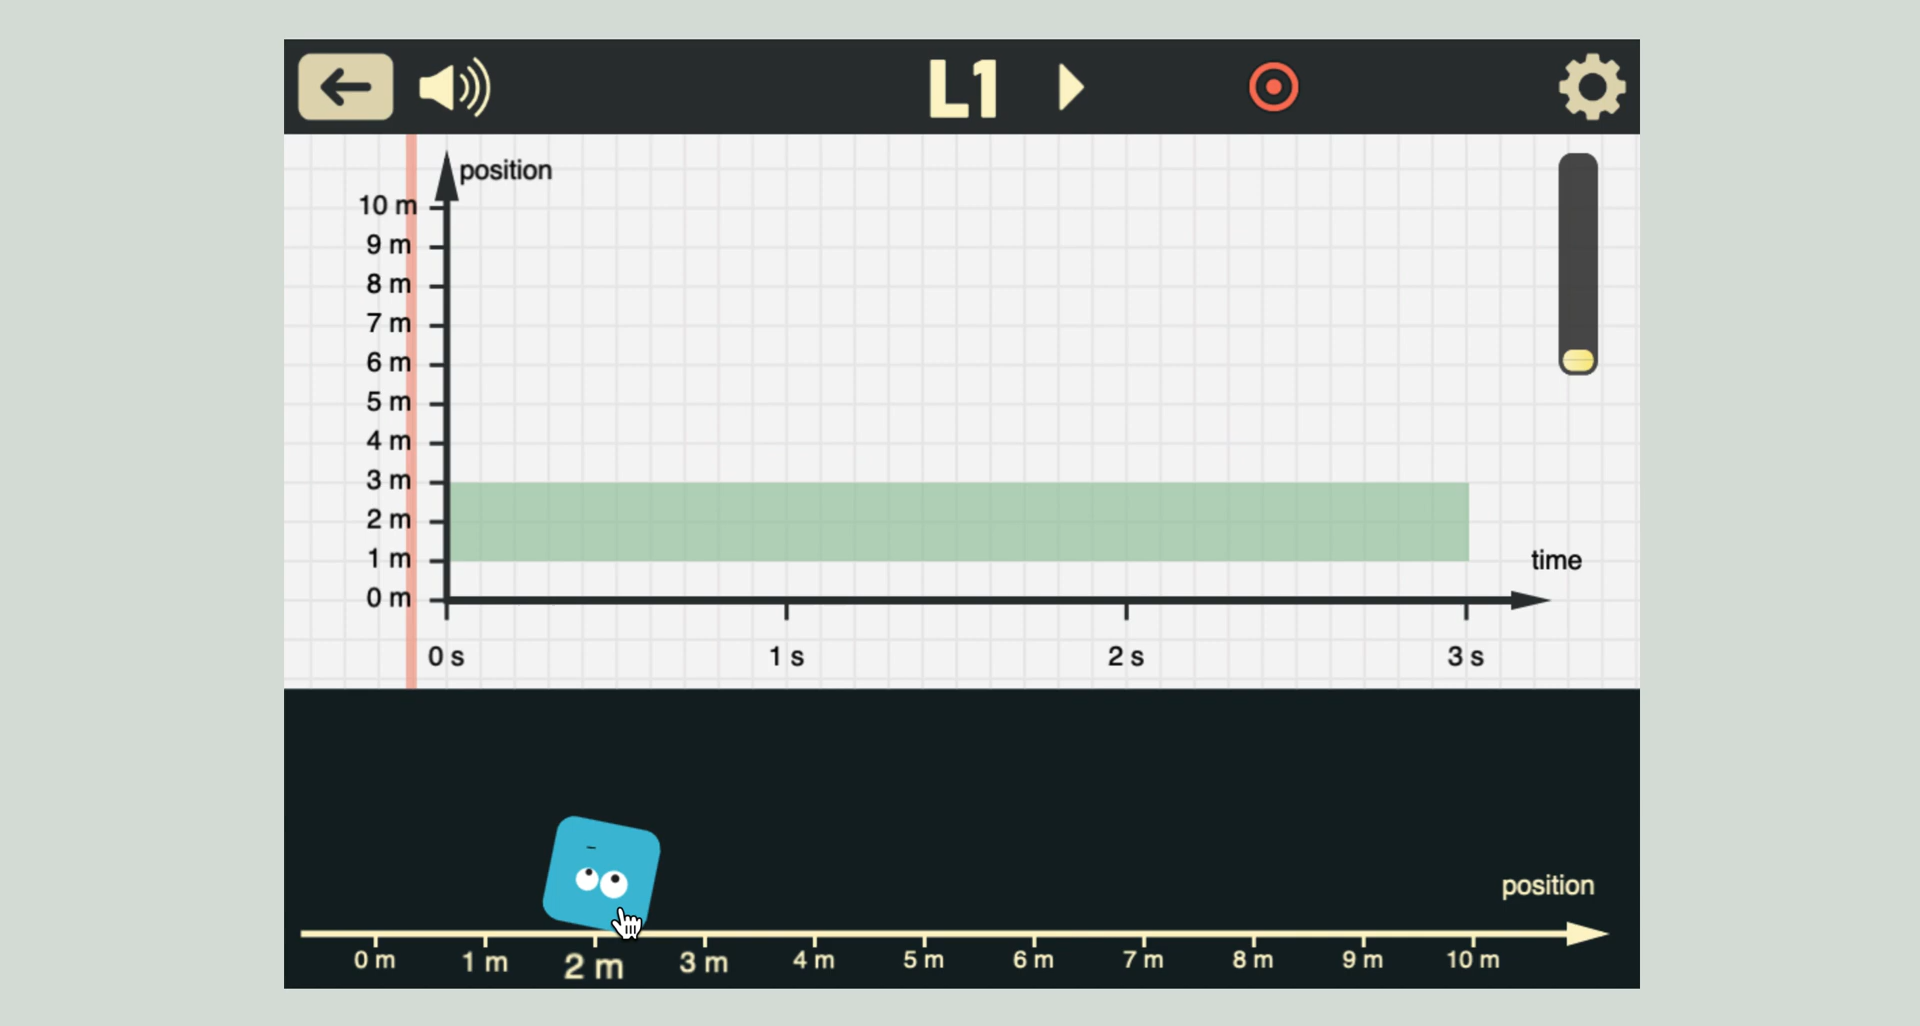 L1
position
10 m
9 m
8 m
7 m
6 m
5 m
4 m
3 m
2 m
1 m
0 m
time
0 s 1 s 2 s 3 s
position
0 m 1 m 2 m 3 m 4 m 5 m 6 m 7 m 8 m 9 m 10 m